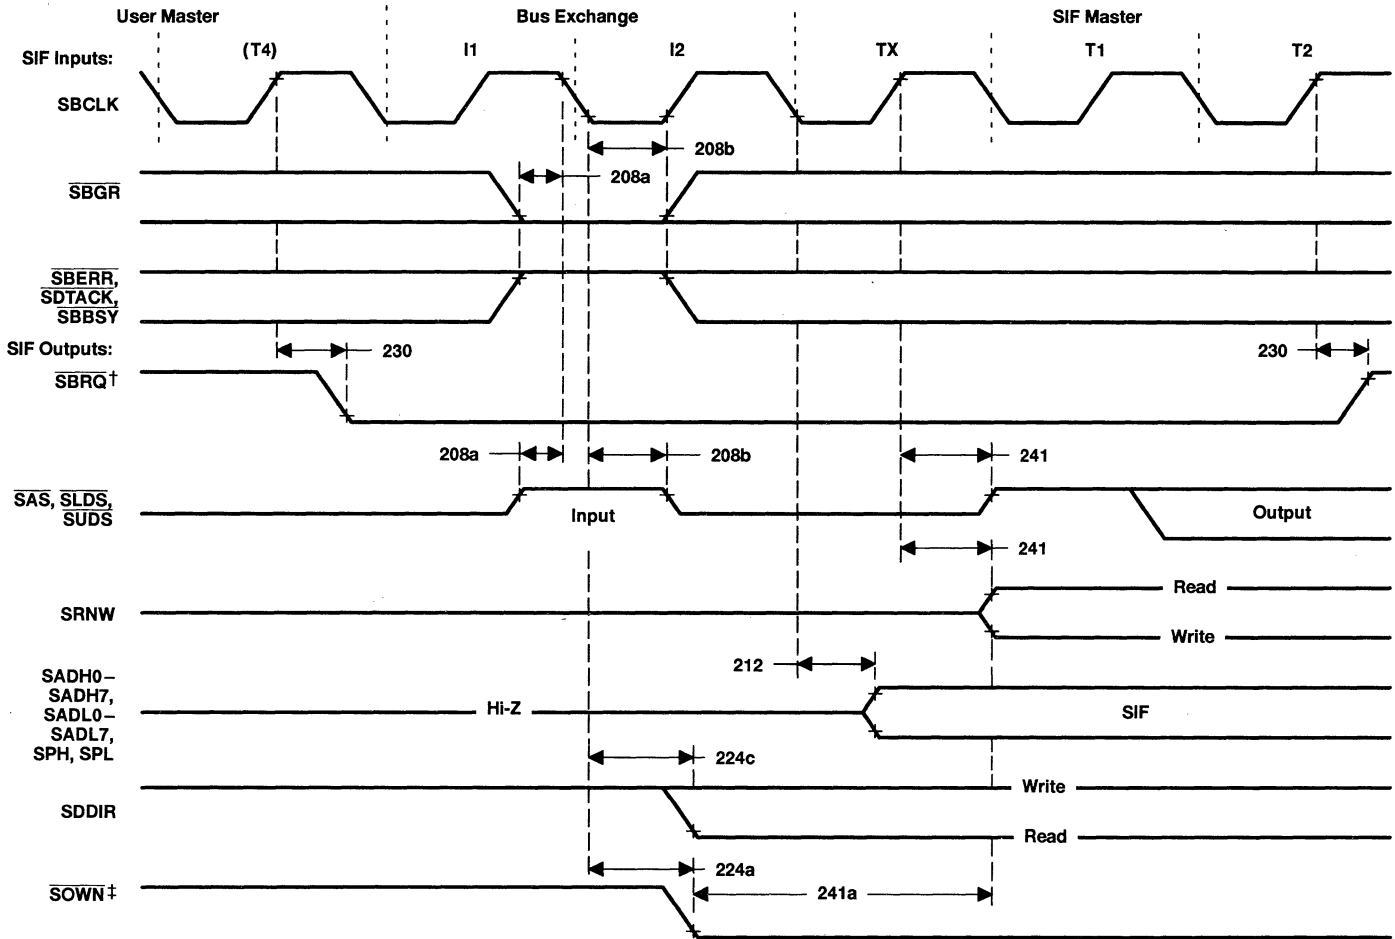 User Master
Bus Exchange
SIF Master
SIF Inputs:
(T4)
I1
I2
TX
T1
T2
SBCLK
208b
208a
SBGR
SBERR,
SDTACK,
SBBSY
SIF Outputs:
230
230
SBRQ†
208a
208b
241
SAS, SLDS,
SUDS
Input
Output
241
SRNW
Read
Write
212
SADH0–
SADH7,
SADL0–
SADL7,
SPH, SPL
Hi-Z
SIF
224c
SDDIR
Write
Read
224a
SOWN‡
241a